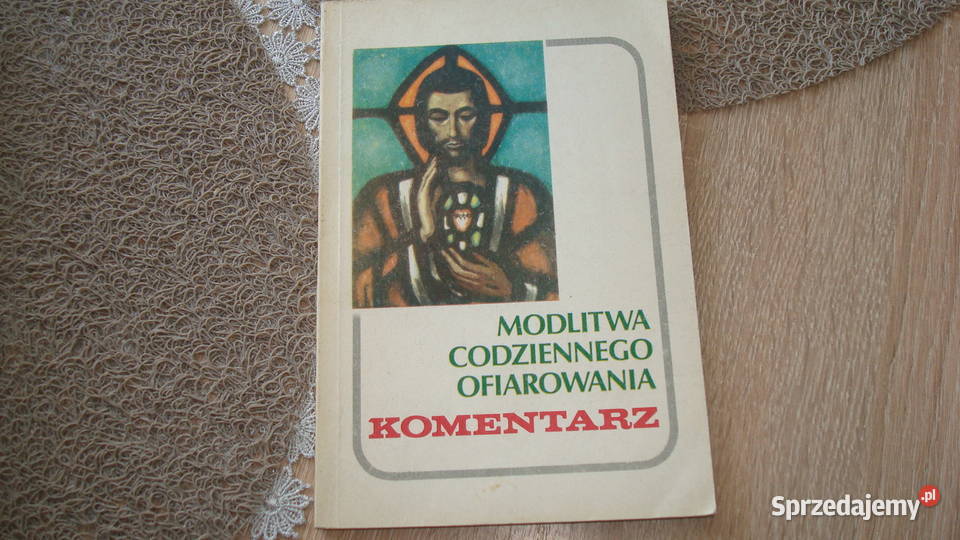 MODLITWA
CODZIENNEGO
OFIAROWANIA
KOMENTARZ
Sprzedajemy.pl